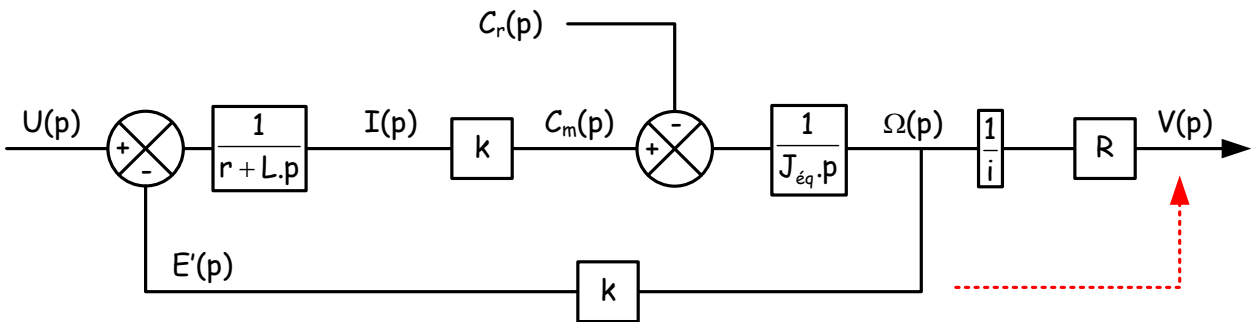 Cr(p)
U(p)
+
-
1
r + L.p
I(p)
k
Cm(p)
-
+
1
Jéq.p
Ω(p)
1
i
R
V(p)
E'(p)
k